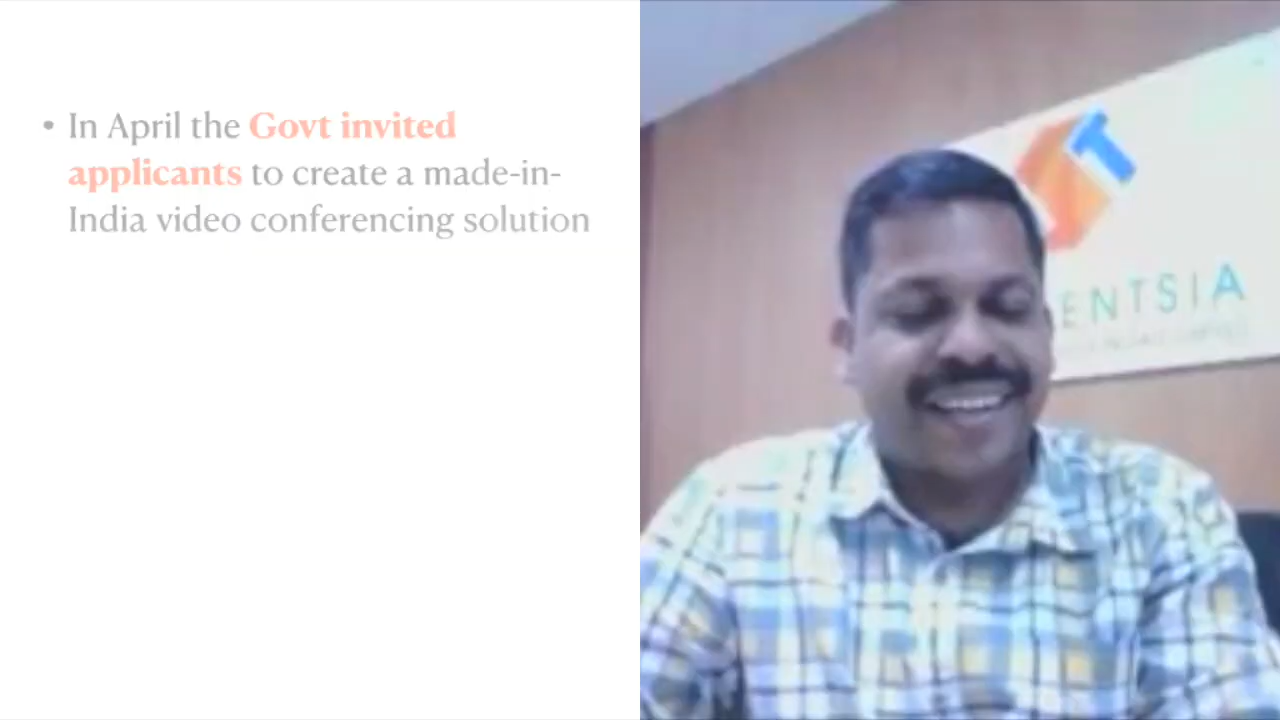 • In April the Govt invited
applicants to create a made-in-
India video conferencing solution
ENTSIA